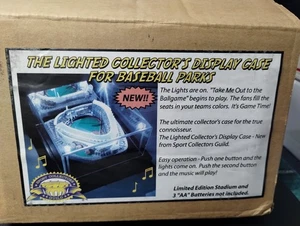 THE LIGHTED COLLECTOR'S DISPLAY CASE
FOR BASEBALL PARKS
NEW!!
The Lights are on. "Take Me Out to the
Ballgame" begins to play. The fans fill the
seats in your teams colors. It's Game Time!
The ultimate collector's case for the true
connoisseur.
The Lighted Collector's Display Case - New
from Sport Collectors Guild.
Easy operation - Push one button and the
lights come on. Push the second button
and the music will play!
Limited Edition Stadium and
3 "AA" Batteries not included.